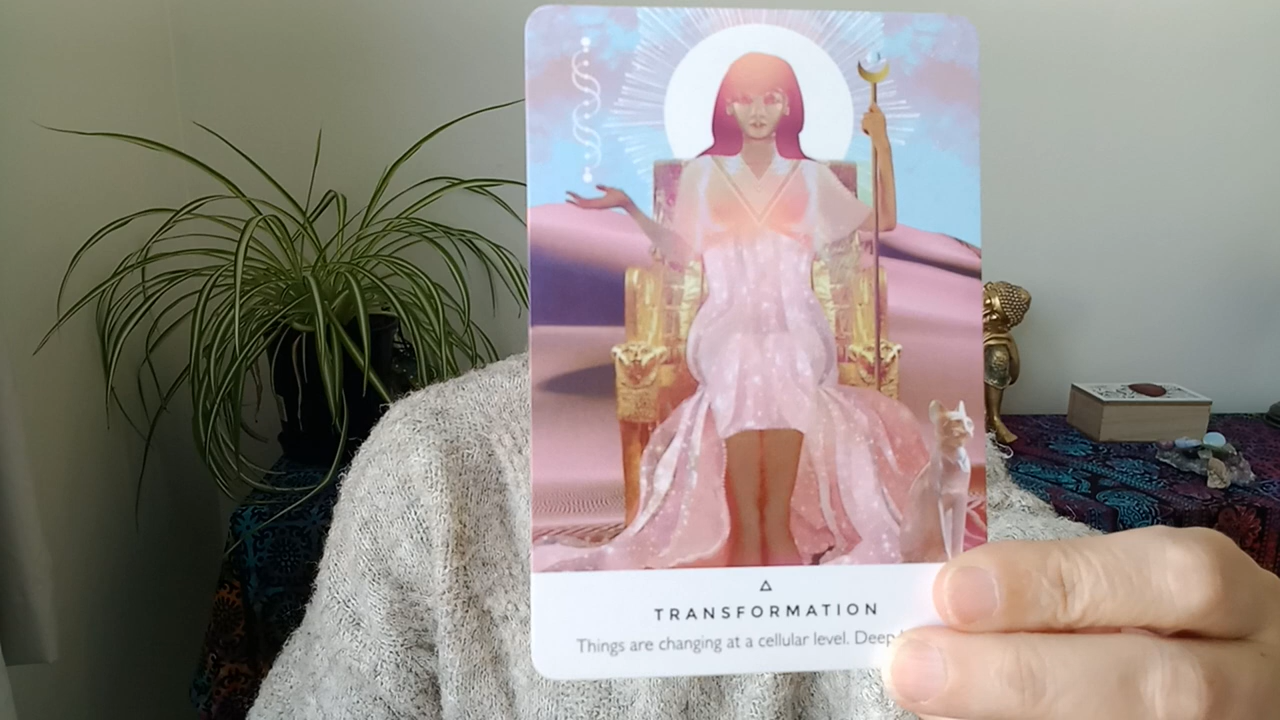 TRANSFORMATION
Things are changing at a cellular level. Deep